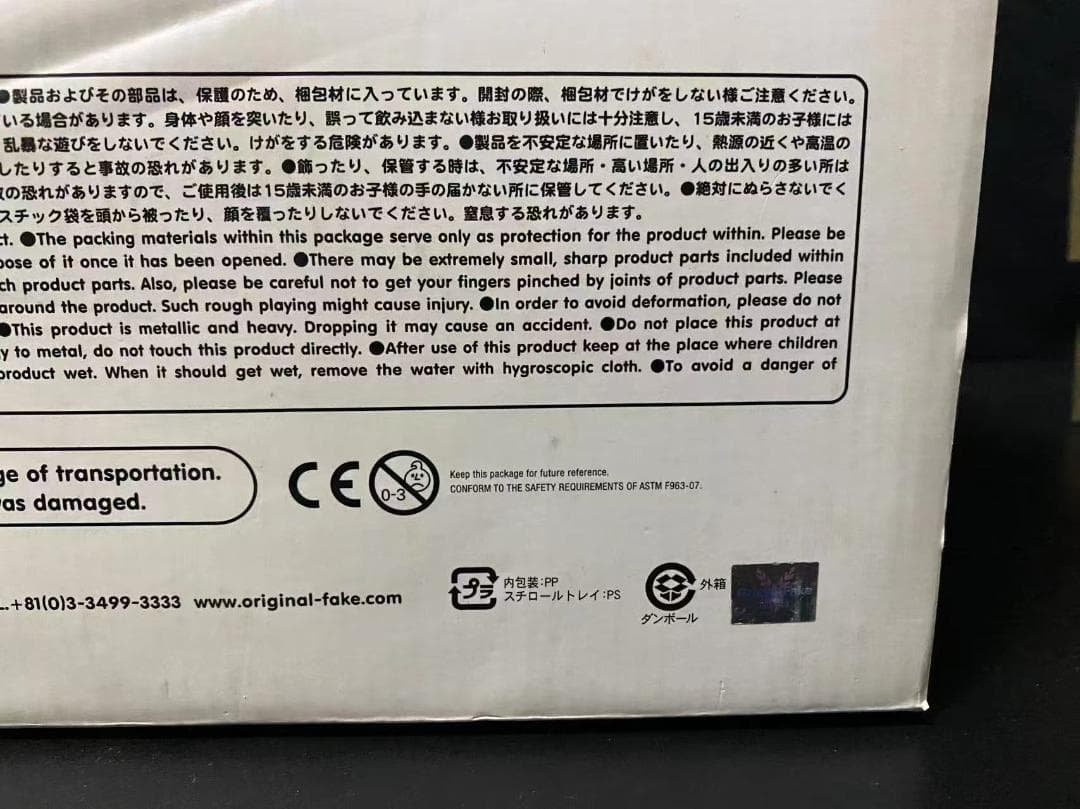 ●製品およびその部品は、保護のため、梱包材に入っています。開封の際、梱包材でけがをしない様ご注意ください。
いる場合があります。身体や顔を突いたり、誤って飲み込まない様お取り扱いには十分注意し、15歳未満のお子様には
乱暴な遊びをしないでください。けがをする危険があります。●製品を不安定な場所に置いたり、熱源の近くや高温の
したりすると事故の恐れがあります。●飾ったり、保管する時は、不安定な場所・高い場所・人の出入りの多い所は
の恐れがありますので、ご使用後は15歳未満のお子様の手の届かない所に保管してください。●絶対にぬらさないでく
スチック袋を頭から被ったり、顔を覆ったりしないでください。窒息する恐れがあります。
ct. ●The packing materials within this package serve only as protection for the product within. Please be
pose of it once it has been opened. ●There may be extremely small, sharp product parts included within
ch product parts. Also, please be careful not to get your fingers pinched by joints of product parts. Please
around the product. Such rough playing might cause injury. ●In order to avoid deformation, please do not
●This product is metallic and heavy. Dropping it may cause an accident. ●Do not place this product at
y to metal, do not touch this product directly. ●After use of this product keep at the place where children
product wet. When it should get wet, remove the water with hygroscopic cloth. ●To avoid a danger of
ge of transportation.
was damaged.
CE
0-3
Keep this package for future reference.
CONFORM TO THE SAFETY REQUIREMENTS OF ASTM F963-07.
L.+81(0)3-3499-3333 www.original-fake.com
プラ
内包装:PP
スチロールトレイ:PS
ダンボール
外箱